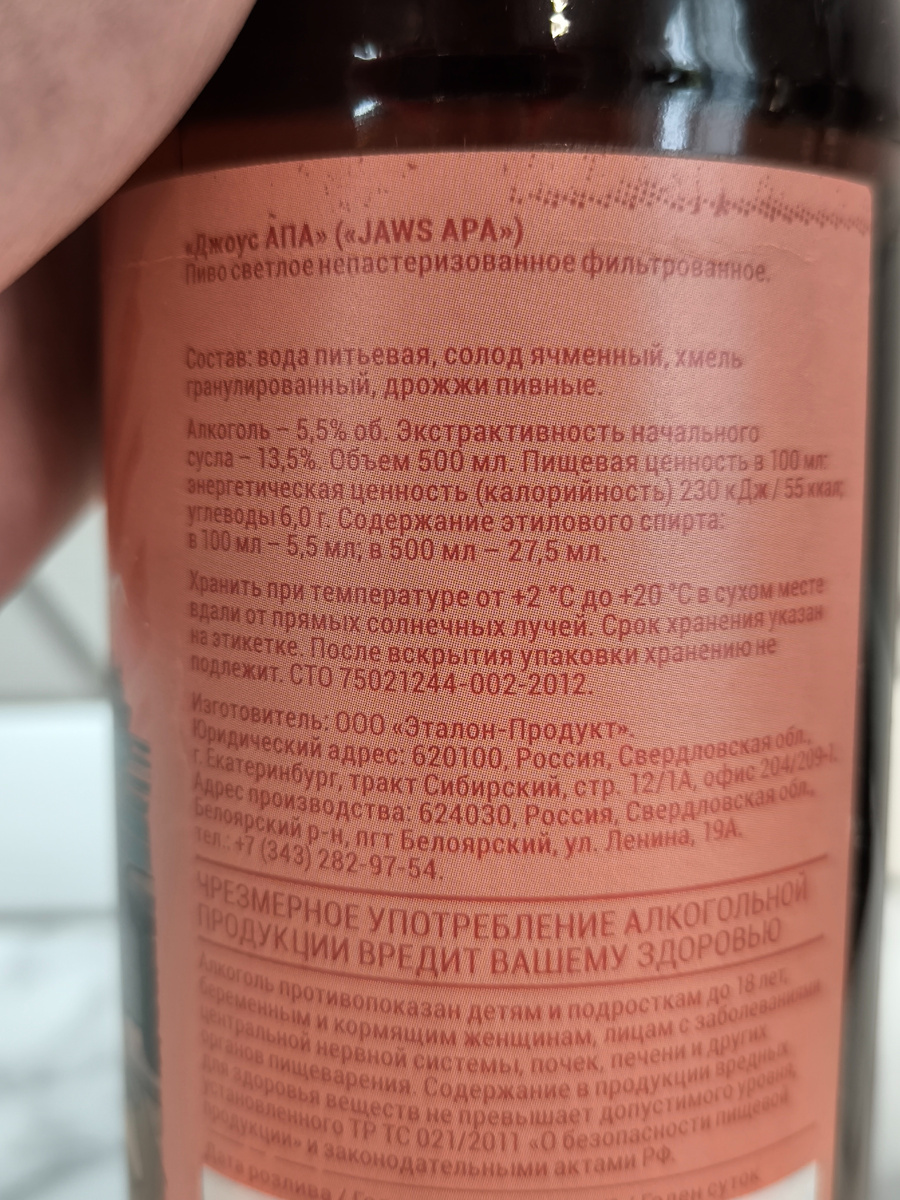 «Джоус АПА» («JAWS APA»)
Пиво светлое непастеризованное фильтрованное.
Состав: вода питьевая, солод ячменный, хмель
гранулированный, дрожжи пивные.
Алкоголь – 5,5% об. Экстрактивность начального
сусла – 13,5%. Объем 500 мл. Пищевая ценность в 100 мл:
энергетическая ценность (калорийность) 230 кДж / 55 ккал;
углеводы 6,0 г. Содержание этилового спирта:
в 100 мл – 5,5 мл; в 500 мл – 27,5 мл.
Хранить при температуре от +2 °С до +20 °С в сухом месте
вдали от прямых солнечных лучей. Срок хранения указан
на этикетке. После вскрытия упаковки хранению не
подлежит. СТО 75021244-002-2012.
Изготовитель: ООО «Эталон-Продукт».
Юридический адрес: 620100, Россия, Свердловская обл.,
г. Екатеринбург, тракт Сибирский, стр. 12/1А, офис 204/209-1.
Адрес производства: 624030, Россия, Свердловская обл.,
Белоярский р-н, пгт Белоярский, ул. Ленина, 19А.
тел.: +7 (343) 282-97-54.
ЧРЕЗМЕРНОЕ УПОТРЕБЛЕНИЕ АЛКОГОЛЬНОЙ
ПРОДУКЦИИ ВРЕДИТ ВАШЕМУ ЗДОРОВЬЮ
Алкоголь противопоказан детям и подросткам до 18 лет,
беременным и кормящим женщинам, лицам с заболеваниями
центральной нервной системы, почек, печени и других
органов пищеварения. Содержание в продукции вредных
для здоровья веществ не превышает допустимого уровня,
установленного ТР ТС 021/2011 «О безопасности пищевой
продукции» и законодательными актами РФ.
Дата розлива /